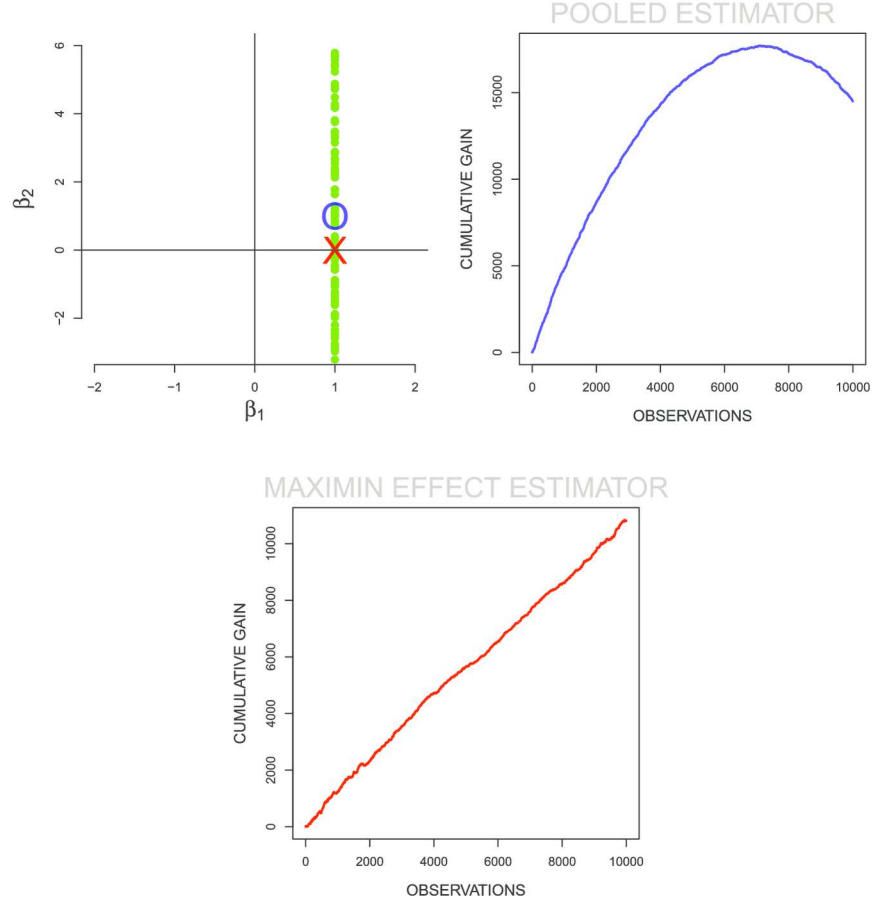 POOLED ESTIMATOR
β2
6
4
2
0
−2
O
X
−2 −1 0 1 2
β1
CUMULATIVE GAIN
15000
10000
5000
0
0 2000 4000 6000 8000 10000
OBSERVATIONS
MAXIMIN EFFECT ESTIMATOR
CUMULATIVE GAIN
10000
8000
6000
4000
2000
0
0 2000 4000 6000 8000 10000
OBSERVATIONS